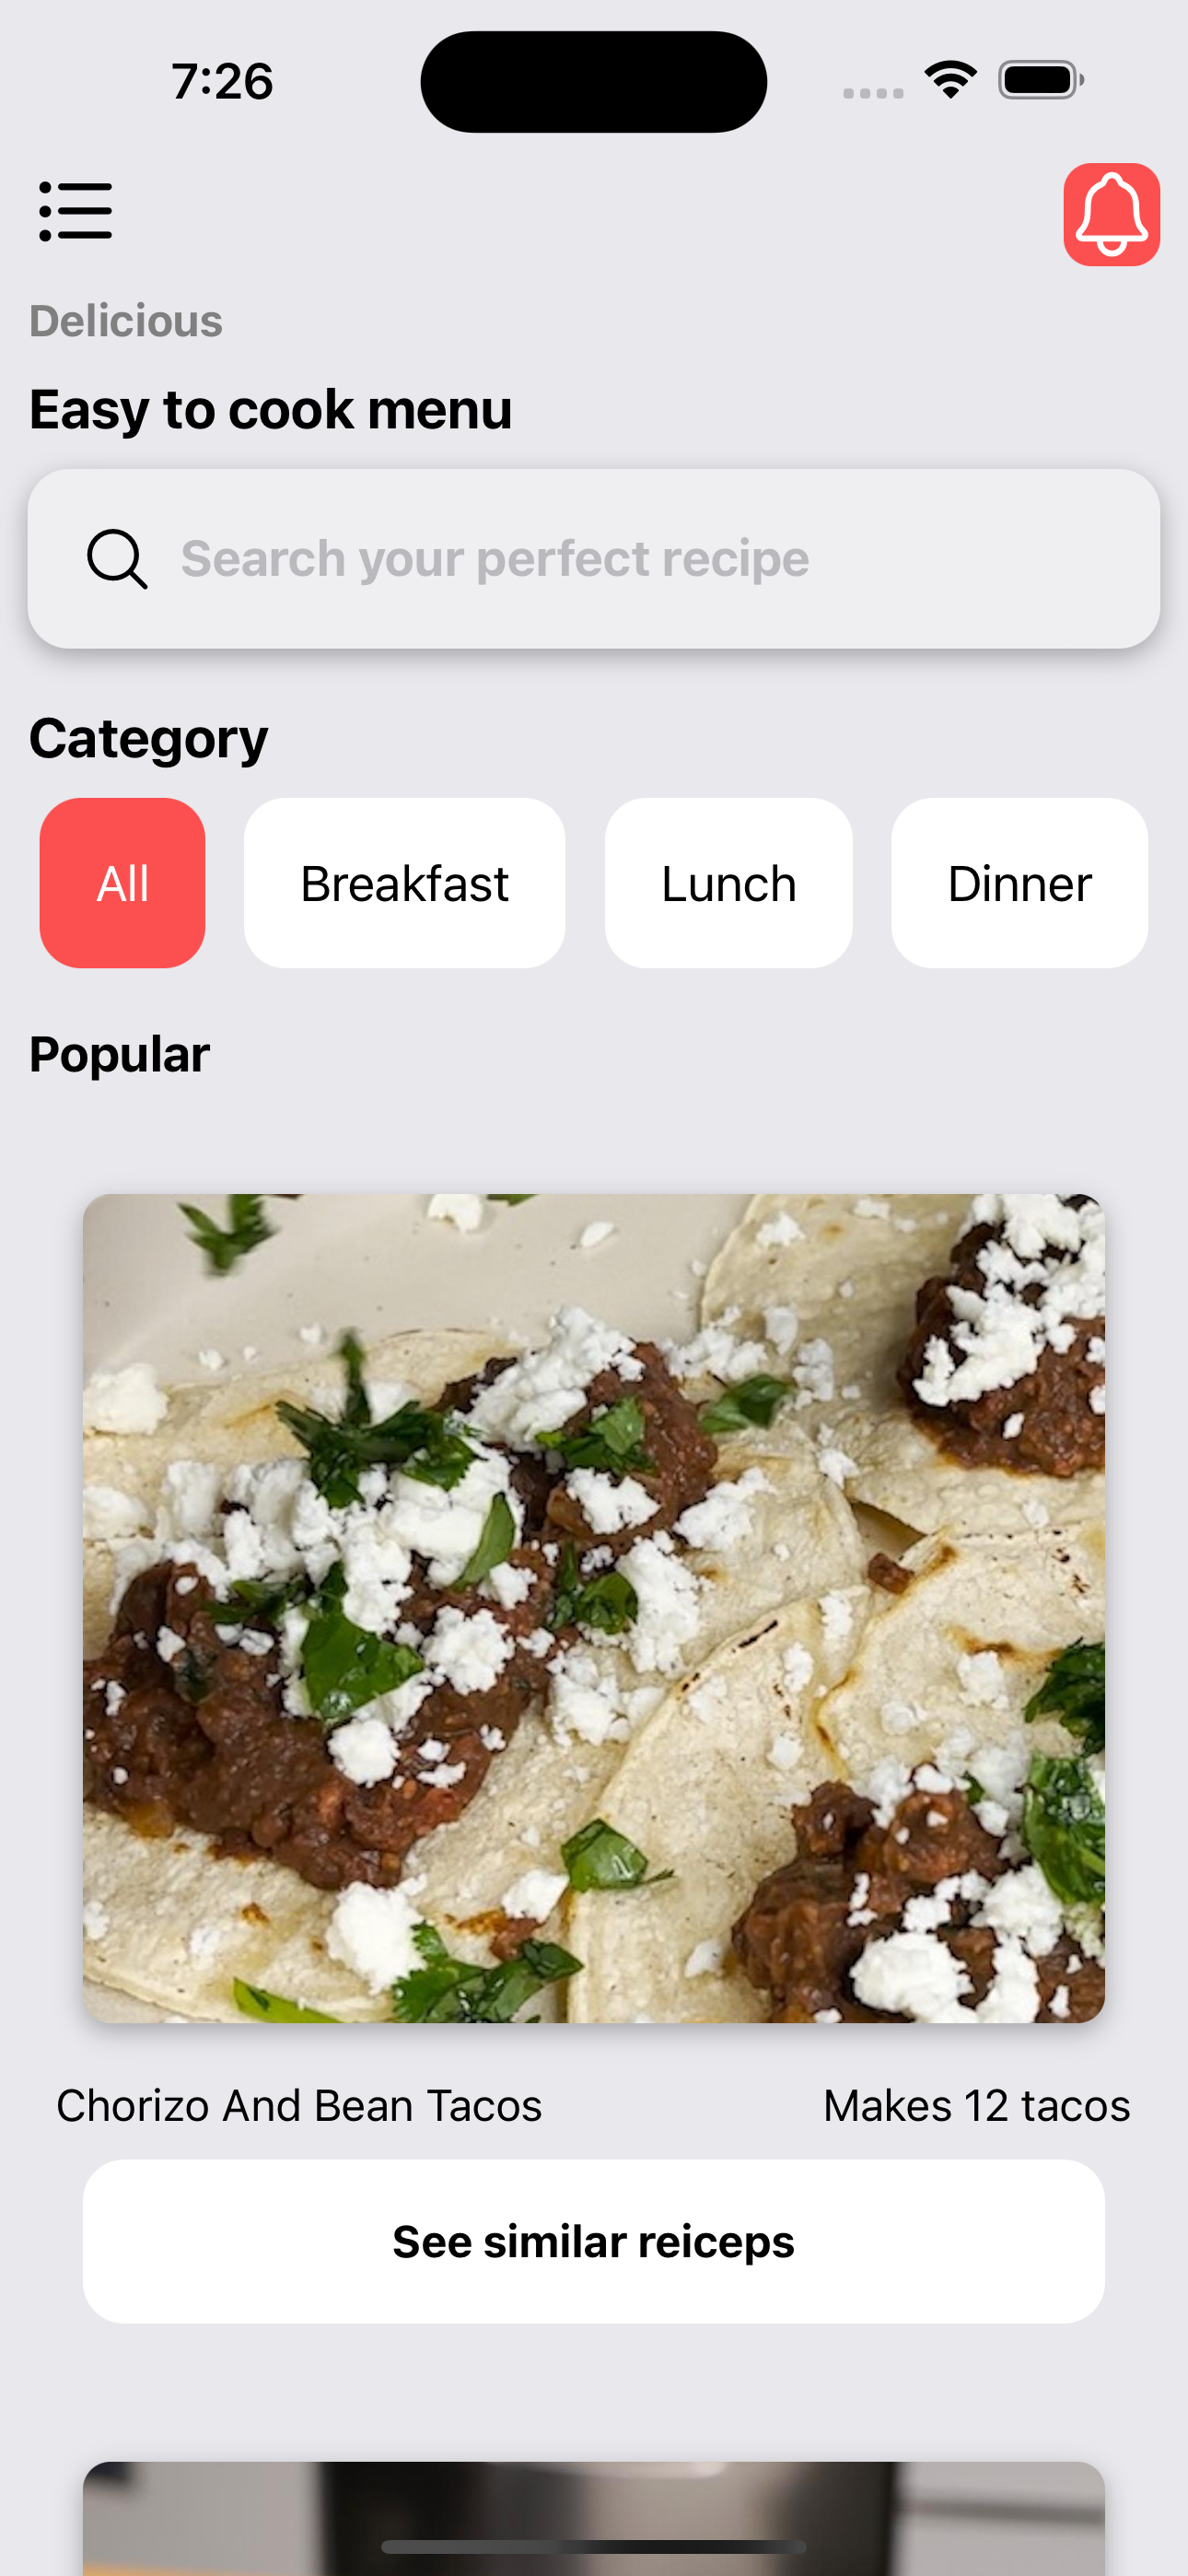 7:26
Delicious
Easy to cook menu
Search your perfect recipe
Category
All Breakfast Lunch Dinner
Popular
Chorizo And Bean Tacos Makes 12 tacos
See similar reiceps